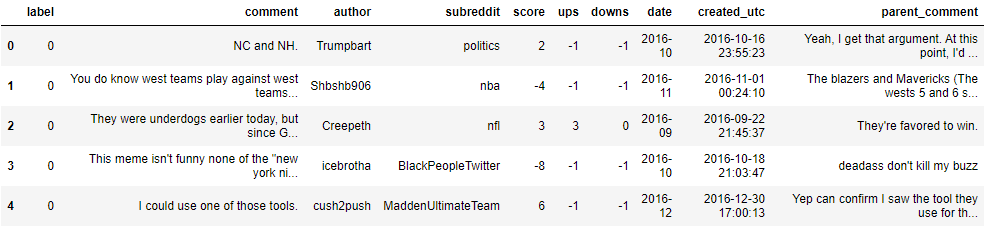 label comment author subreddit score ups downs date created_utc parent_comment
0 0 NC and NH. Trumpbart politics 2 -1 -1 2016-10 2016-10-16 23:55:23 Yeah, I get that argument. At this point, I'd ...
1 0 You do know west teams play against west teams... Shbshb906 nba -4 -1 -1 2016-11 2016-11-01 00:24:10 The blazers and Mavericks (The wests 5 and 6 s...
2 0 They were underdogs earlier today, but since G... Creepeth nfl 3 3 0 2016-09 2016-09-22 21:45:37 They're favored to win.
3 0 This meme isn't funny none of the "new york ni... icebrotha BlackPeopleTwitter -8 -1 -1 2016-10 2016-10-18 21:03:47 deadass don't kill my buzz
4 0 I could use one of those tools. cush2push MaddenUltimateTeam 6 -1 -1 2016-12 2016-12-30 17:00:13 Yep can confirm I saw the tool they use for th...